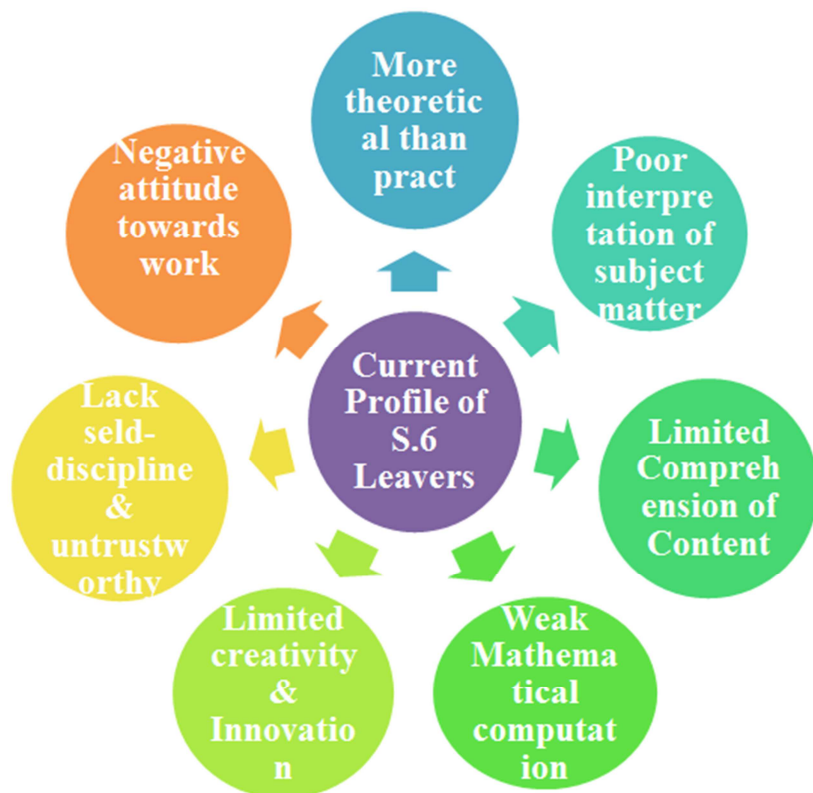 More
theoretic
al than
pract
Poor
interpre
tation of
subject
matter
Limited
Compreh
ension of
Content
Weak
Mathema
tical
computat
ion
Limited
creativity
&
Innovatio
n
Lack
seld-
discipline
&
untrustw
orthy
Negative
attitude
towards
work
Current
Profile of
S.6
Leavers